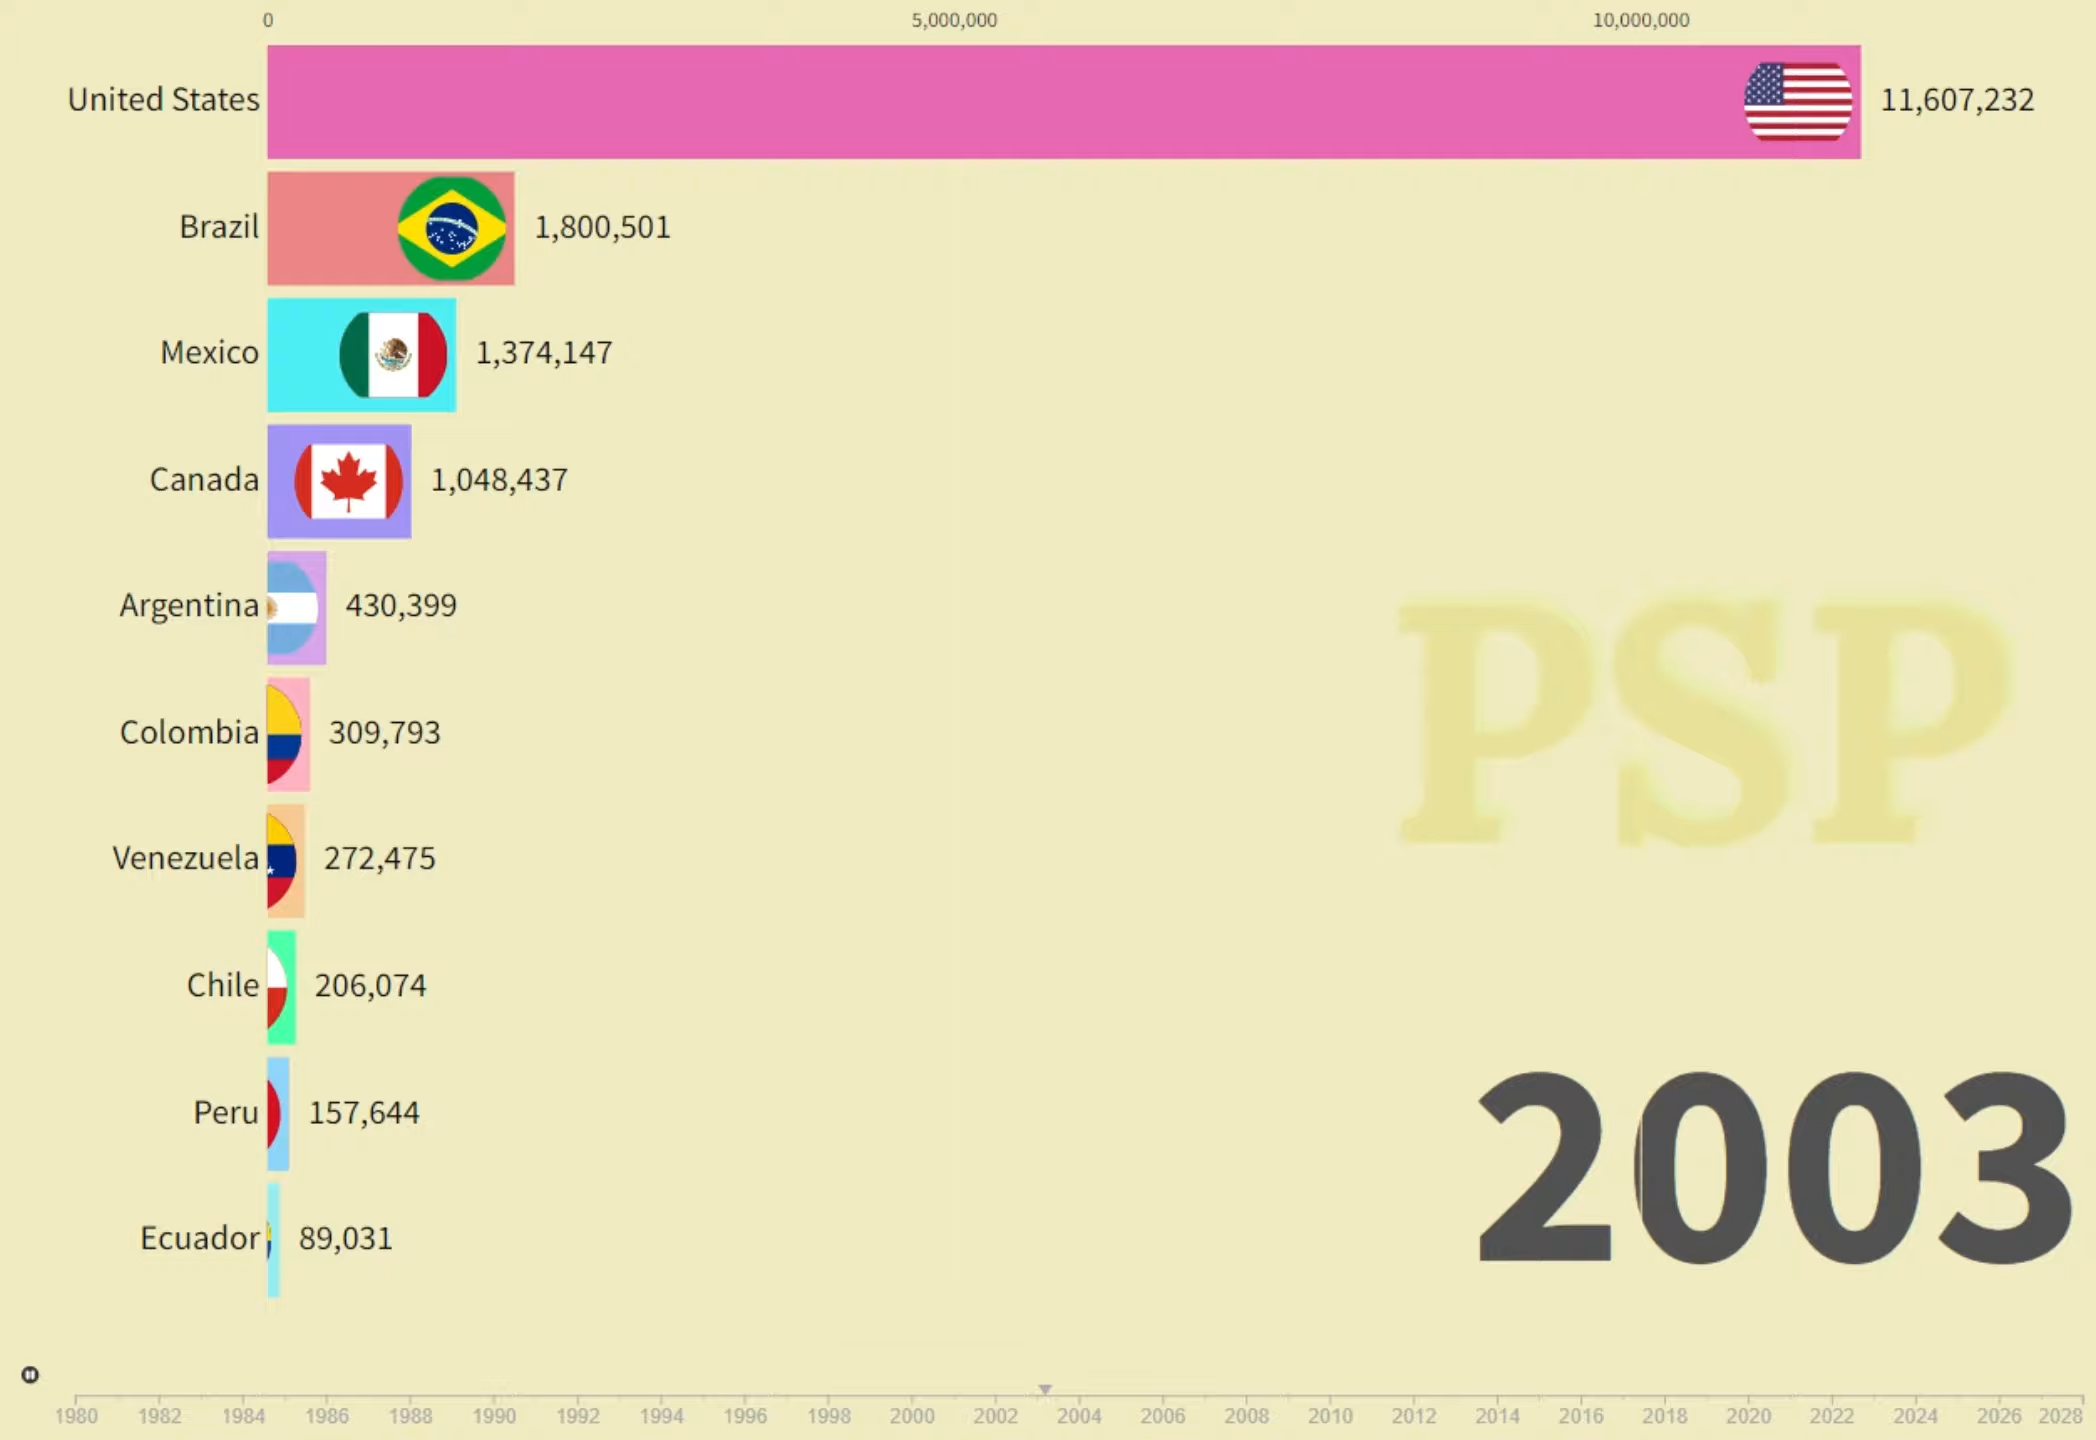 0 5,000,000 10,000,000
United States 11,607,232
Brazil 1,800,501
Mexico 1,374,147
Canada 1,048,437
Argentina 430,399
Colombia 309,793
PSP
Venezuela 272,475
Chile 206,074
Peru 157,644
2003
Ecuador 89,031
1980 1982 1984 1986 1988 1990 1992 1994 1996 1998 2000 2002 2004 2006 2008 2010 2012 2014 2016 2018 2020 2022 2024 2026 2028